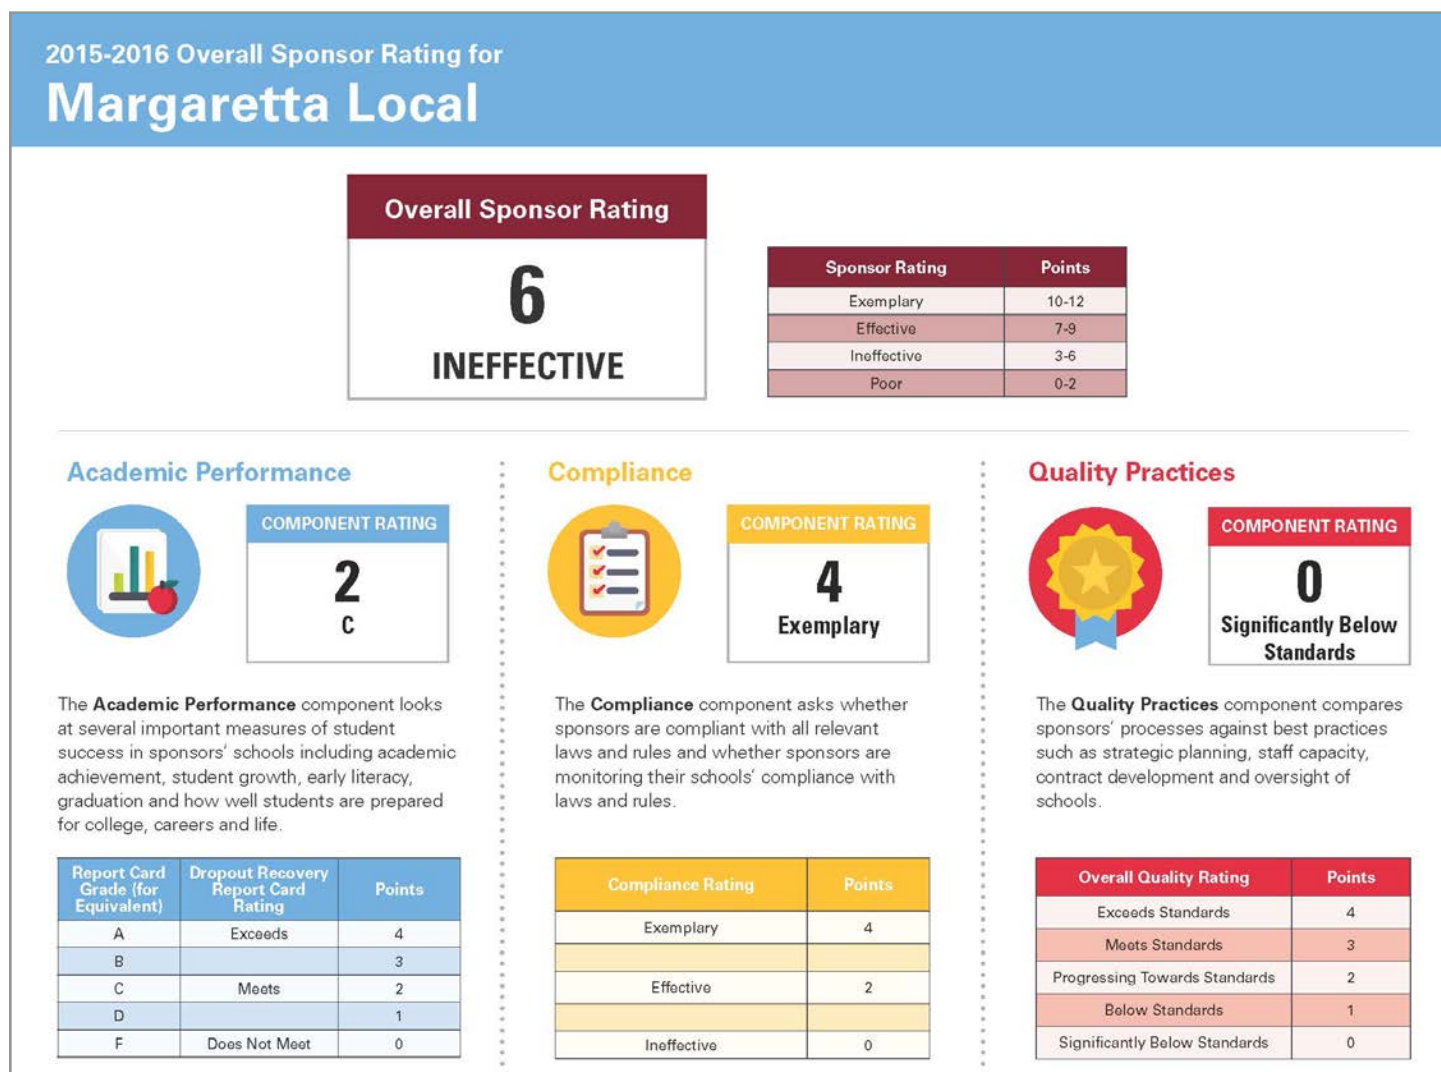 2015-2016 Overall Sponsor Rating for
Margaretta Local
Overall Sponsor Rating
6
INEFFECTIVE
Sponsor Rating Points
Exemplary 10-12
Effective 7-9
Ineffective 3-6
Poor 0-2
Academic Performance
COMPONENT RATING
2
C
The Academic Performance component looks
at several important measures of student
success in sponsors' schools including academic
achievement, student growth, early literacy,
graduation and how well students are prepared
for college, careers and life.
Report Card
Grade (for
Equivalent)
Dropout Recovery
Report Card
Rating
Points
A Exceeds 4
B 3
C Meets 2
D 1
F Does Not Meet 0
Compliance
COMPONENT RATING
4
Exemplary
The Compliance component asks whether
sponsors are compliant with all relevant
laws and rules and whether sponsors are
monitoring their schools' compliance with
laws and rules.
Compliance Rating Points
Exemplary 4
Effective 2
Ineffective 0
Quality Practices
COMPONENT RATING
0
Significantly Below
Standards
The Quality Practices component compares
sponsors' processes against best practices
such as strategic planning, staff capacity,
contract development and oversight of
schools.
Overall Quality Rating Points
Exceeds Standards 4
Meets Standards 3
Progressing Towards Standards 2
Below Standards 1
Significantly Below Standards 0